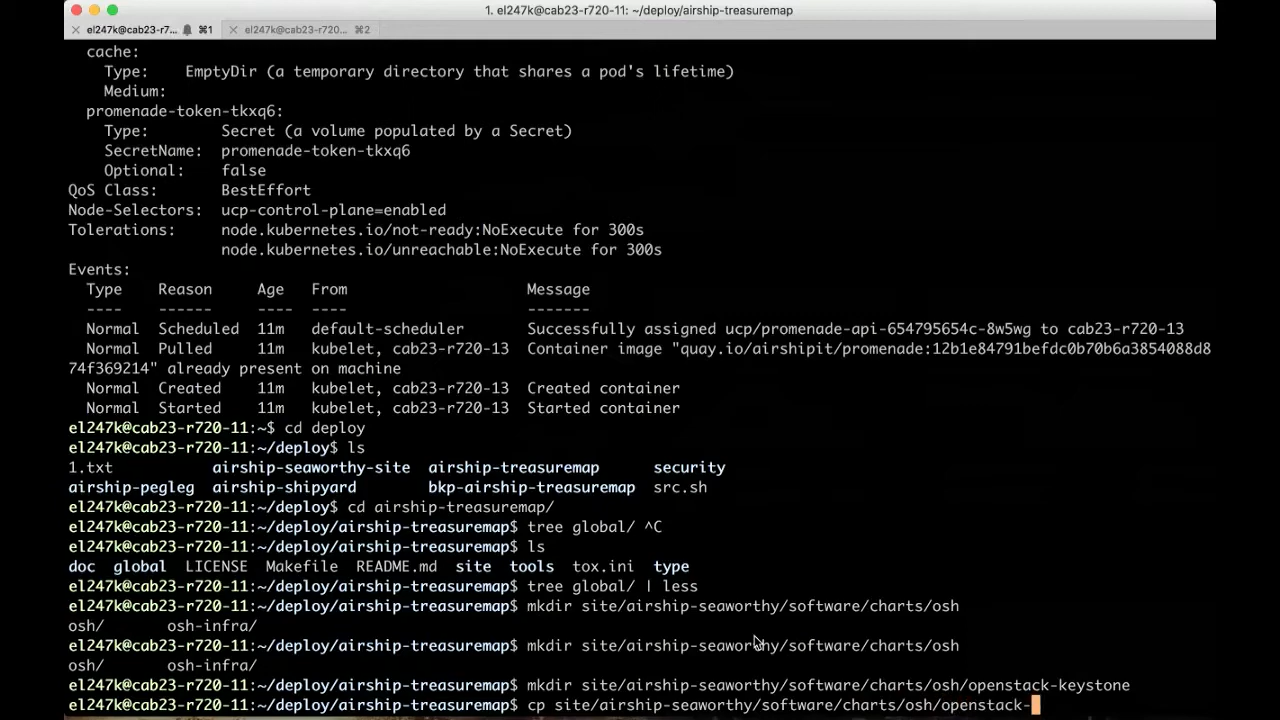 1. el247k@cab23-r720-11: ~/deploy/airship-treasuremap
el247k@cab23-r7... ⌘1 el247k@cab23-r720... ⌘2
cache:
Type: EmptyDir (a temporary directory that shares a pod's lifetime)
Medium:
promenade-token-tkxq6:
Type: Secret (a volume populated by a Secret)
SecretName: promenade-token-tkxq6
Optional: false
QoS Class: BestEffort
Node-Selectors: ucp-control-plane=enabled
Tolerations: node.kubernetes.io/not-ready:NoExecute for 300s
node.kubernetes.io/unreachable:NoExecute for 300s
Events:
Type Reason Age From Message
---- ------ ---- ---- -------
Normal Scheduled 11m default-scheduler Successfully assigned ucp/promenade-api-654795654c-8w5wg to cab23-r720-13
Normal Pulled 11m kubelet, cab23-r720-13 Container image "quay.io/airshipit/promenade:12b1e84791befdc0b70b6a3854088d8
74f369214" already present on machine
Normal Created 11m kubelet, cab23-r720-13 Created container
Normal Started 11m kubelet, cab23-r720-13 Started container
el247k@cab23-r720-11:~$ cd deploy
el247k@cab23-r720-11:~/deploy$ ls
1.txt airship-seaworthy-site airship-treasuremap security
airship-pegleg airship-shipyard bkp-airship-treasuremap src.sh
el247k@cab23-r720-11:~/deploy$ cd airship-treasuremap/
el247k@cab23-r720-11:~/deploy/airship-treasuremap$ tree global/ ^C
el247k@cab23-r720-11:~/deploy/airship-treasuremap$ ls
doc global LICENSE Makefile README.md site tools tox.ini type
el247k@cab23-r720-11:~/deploy/airship-treasuremap$ tree global/ | less
el247k@cab23-r720-11:~/deploy/airship-treasuremap$ mkdir site/airship-seaworthy/software/charts/osh
osh/ osh-infra/
el247k@cab23-r720-11:~/deploy/airship-treasuremap$ mkdir site/airship-seaworthy/software/charts/osh
osh/ osh-infra/
el247k@cab23-r720-11:~/deploy/airship-treasuremap$ mkdir site/airship-seaworthy/software/charts/osh/openstack-keystone
el247k@cab23-r720-11:~/deploy/airship-treasuremap$ cp site/airship-seaworthy/software/charts/osh/openstack-